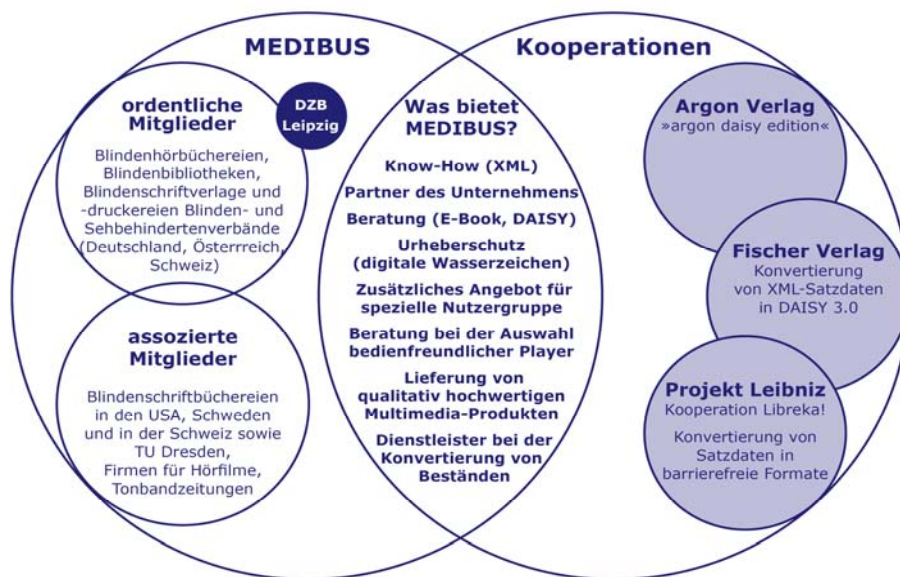 MEDIBUS
ordentliche
Mitglieder
Blindenhörbüchereien,
Blindenbibliotheken,
Blindenschriftverlage und
-druckereien Blinden- und
Sehbehindertenverbände
(Deutschland, Österrreich,
Schweiz)
DZB
Leipzig
assozierte
Mitglieder
Blindenschriftbüchereien
in den USA, Schweden
und in der Schweiz sowie
TU Dresden,
Firmen für Hörfilme,
Tonbandzeitungen
Was bietet
MEDIBUS?
Know-How (XML)
Partner des Unternehmens
Beratung (E-Book, DAISY)
Urheberschutz
(digitale Wasserzeichen)
Zusätzliches Angebot für
spezielle Nutzergruppe
Beratung bei der Auswahl
bedienfreundlicher Player
Lieferung von
qualitativ hochwertigen
Multimedia-Produkten
Dienstleister bei der
Konvertierung von
Beständen
Kooperationen
Argon Verlag
»argon daisy edition«
Fischer Verlag
Konvertierung
von XML-Satzdaten
in DAISY 3.0
Projekt Leibniz
Kooperation Libreka!
Konvertierung von
Satzdaten in
barrierefreie Formate